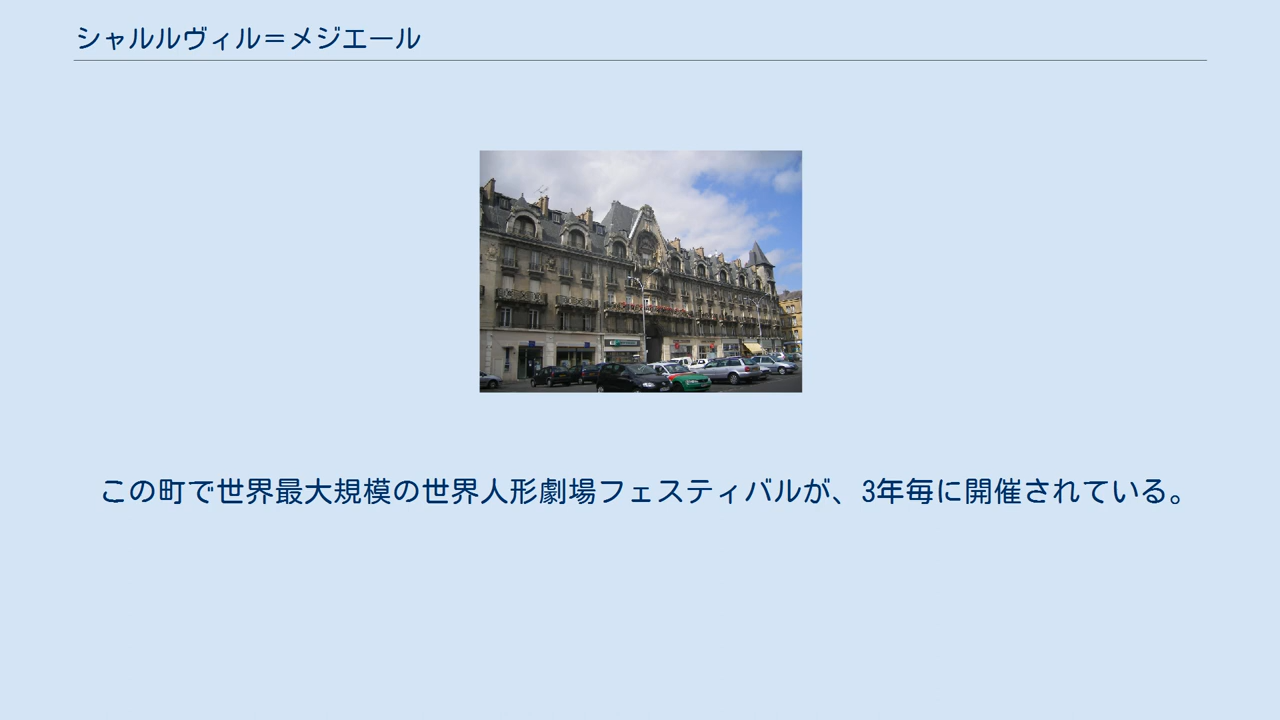 シャルルヴィル＝メジエール
この町で世界最大規模の世界人形劇場フェスティバルが、3年毎に開催されている。